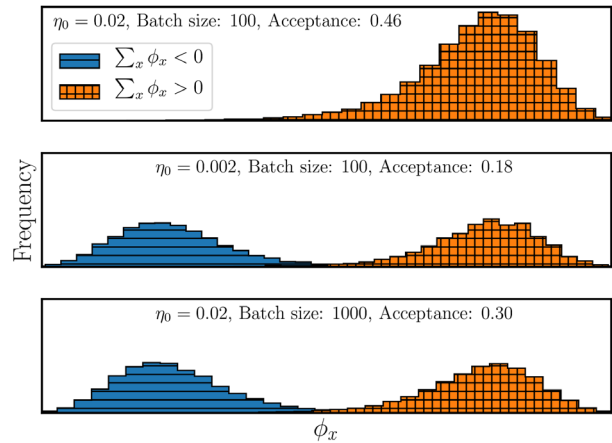 η₀ = 0.02, Batch size: 100, Acceptance: 0.46
∑ₓ ϕₓ < 0
∑ₓ ϕₓ > 0
η₀ = 0.002, Batch size: 100, Acceptance: 0.18
Frequency
η₀ = 0.02, Batch size: 1000, Acceptance: 0.30
ϕₓ